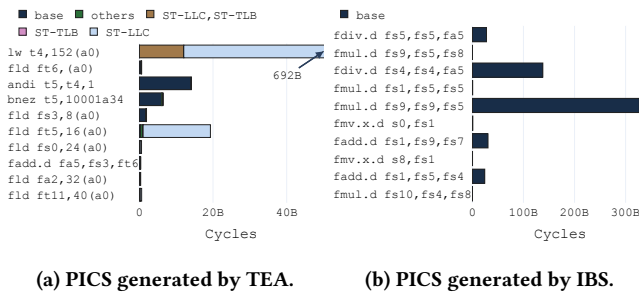 base others ST-LLC,ST-TLB
ST-TLB ST-LLC
lw t4,152(a0)
fld ft6,(a0)
andi t5,t4,1
bnez t5,10001a34
fld fs3,8(a0)
fld ft5,16(a0)
fld fs0,24(a0)
fadd.d fa5,fs3,ft6
fld fa2,32(a0)
fld ft11,40(a0)
692B
0 20B 40B
Cycles
(a) PICS generated by TEA.
base
fdiv.d fs5,fs5,fa5
fmul.d fs9,fs5,fs8
fdiv.d fs4,fs4,fa5
fmul.d fs1,fs5,fs5
fmul.d fs9,fs9,fs5
fmv.x.d s0,fs1
fadd.d fs1,fs9,fs7
fmv.x.d s8,fs1
fadd.d fs1,fs5,fs4
fmul.d fs10,fs4,fs8
0 100B 200B 300B
Cycles
(b) PICS generated by IBS.